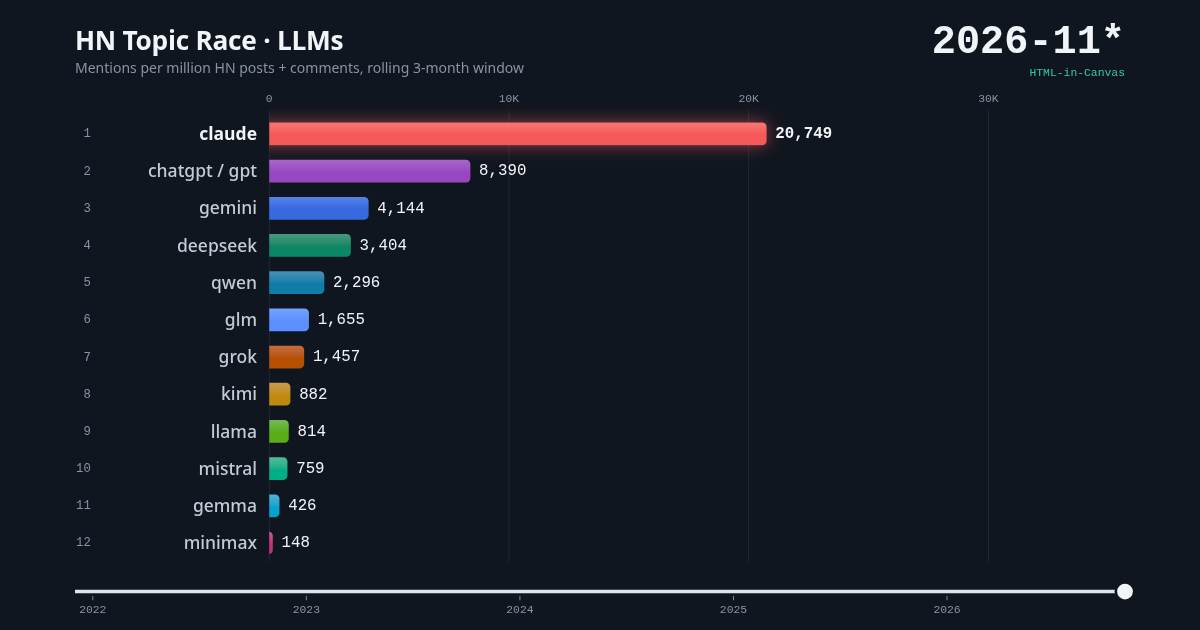 HN Topic Race · LLMs
2026-11*
Mentions per million HN posts + comments, rolling 3-month window
HTML-in-Canvas
0 10K 20K 30K
1 claude 20,749
2 chatgpt / gpt 8,390
3 gemini 4,144
4 deepseek 3,404
5 qwen 2,296
6 glm 1,655
7 grok 1,457
8 kimi 882
9 llama 814
10 mistral 759
11 gemma 426
12 minimax 148
2022 2023 2024 2025 2026